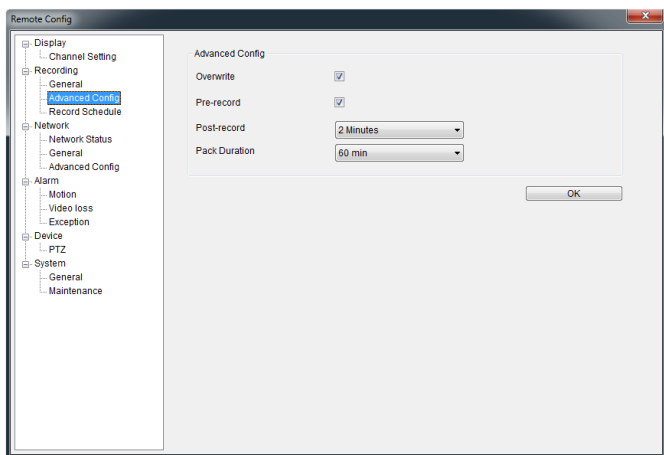 Remote Config
Display
Channel Setting
Recording
General
Advanced Config
Record Schedule
Network
Network Status
General
Advanced Config
Alarm
Motion
Video loss
Exception
Device
PTZ
System
General
Maintenance
Advanced Config
Overwrite
Pre-record
Post-record 2 Minutes
Pack Duration 60 min
OK